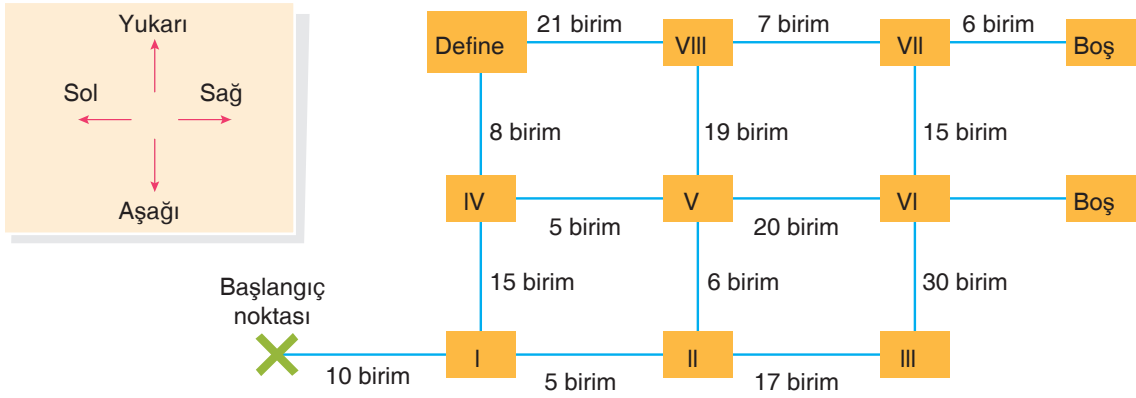 Yukarı
Sol
Sağ
Aşağı
Define
21 birim
VIII
7 birim
VII
6 birim
Boş
8 birim
19 birim
15 birim
IV
5 birim
V
20 birim
VI
Boş
15 birim
6 birim
30 birim
Başlangıç
noktası
10 birim
I
5 birim
II
17 birim
III